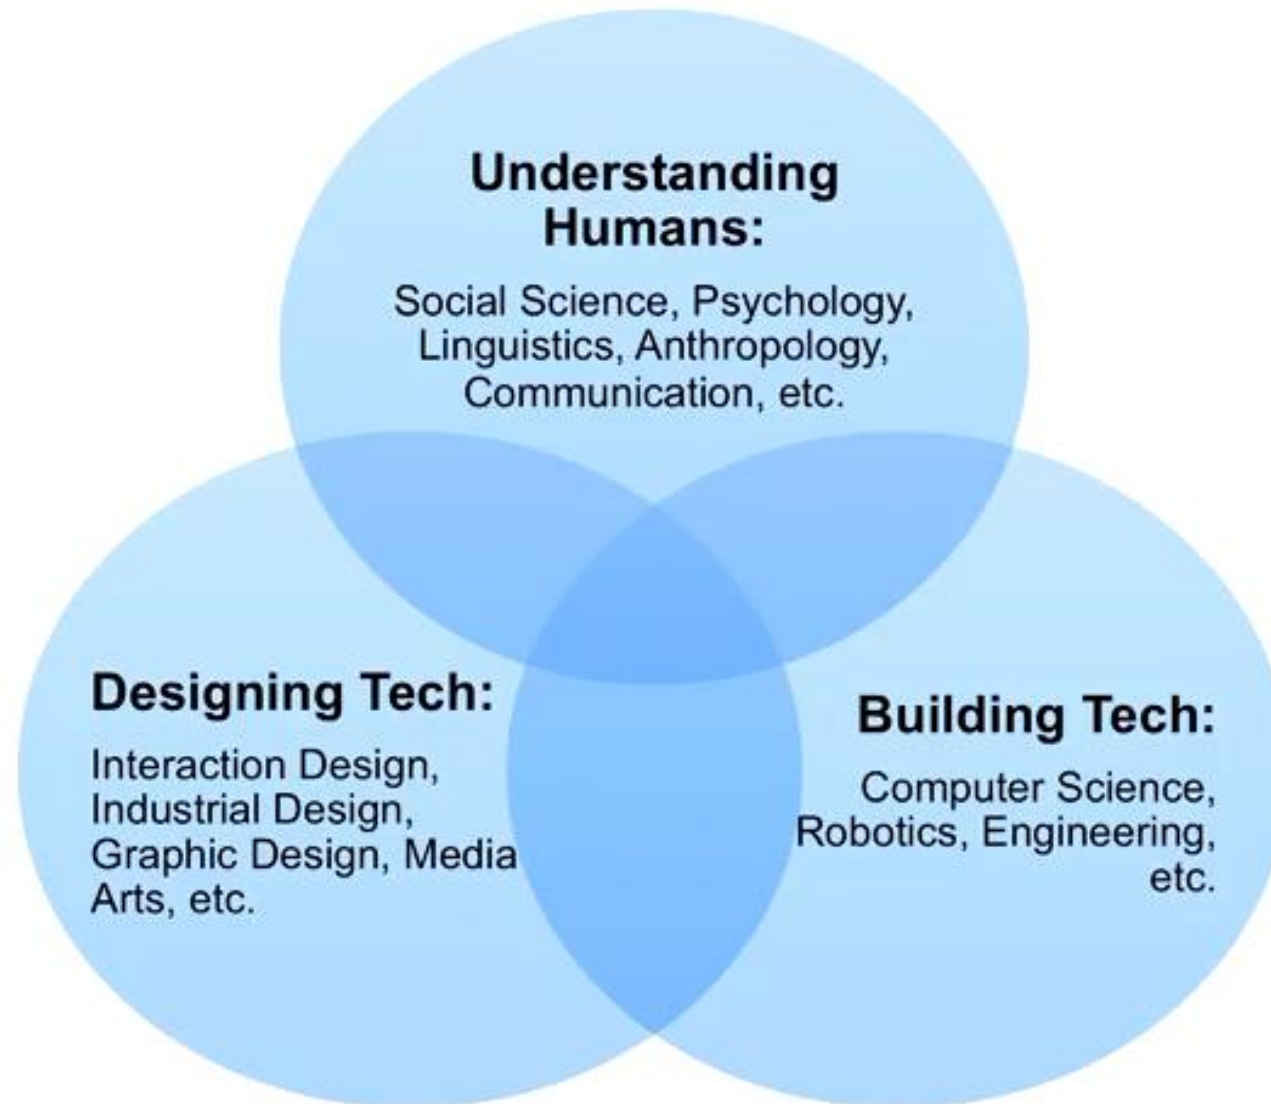 Understanding
Humans:
Social Science, Psychology,
Linguistics, Anthropology,
Communication, etc.
Designing Tech:
Interaction Design,
Industrial Design,
Graphic Design, Media
Arts, etc.
Building Tech:
Computer Science,
Robotics, Engineering,
etc.